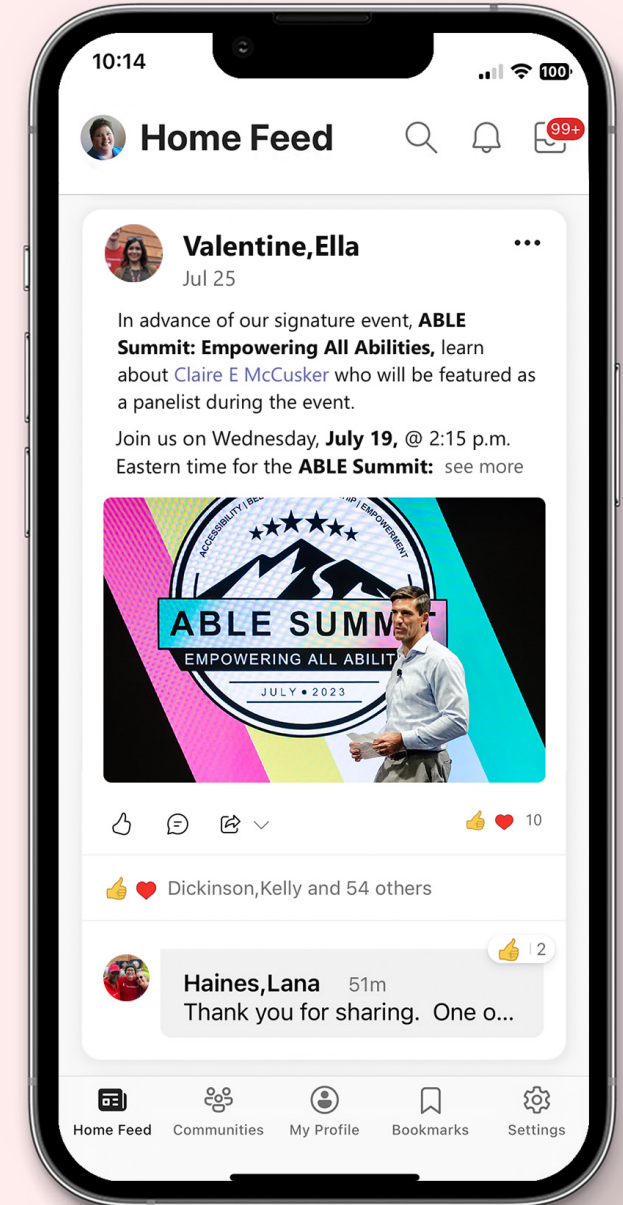 10:14
100
Home Feed
99+
Valentine,Ella
Jul 25
In advance of our signature event, ABLE
Summit: Empowering All Abilities, learn
about Claire E McCusker who will be featured as
a panelist during the event.
Join us on Wednesday, July 19, @ 2:15 p.m.
Eastern time for the ABLE Summit: see more
ACCESSIBILITY | EMPOWERMENT
ABLE SUMM
EMPOWERING ALL ABILIT
JULY • 2023
10
Dickinson,Kelly and 54 others
2
Haines,Lana 51m
Thank you for sharing. One o...
Home Feed Communities My Profile Bookmarks Settings